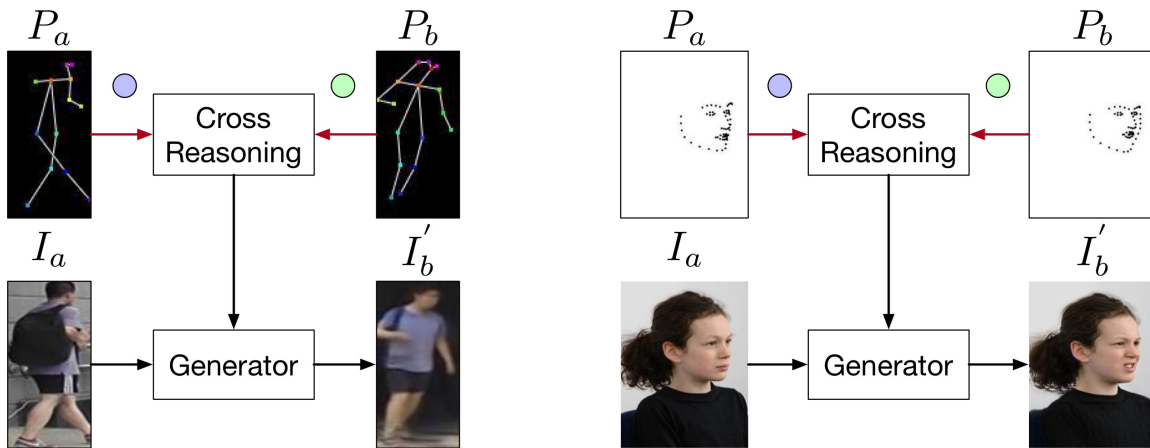 P_a P_b P_a P_b
Cross
Reasoning
Cross
Reasoning
I_a I_b' I_a I_b'
Generator
Generator